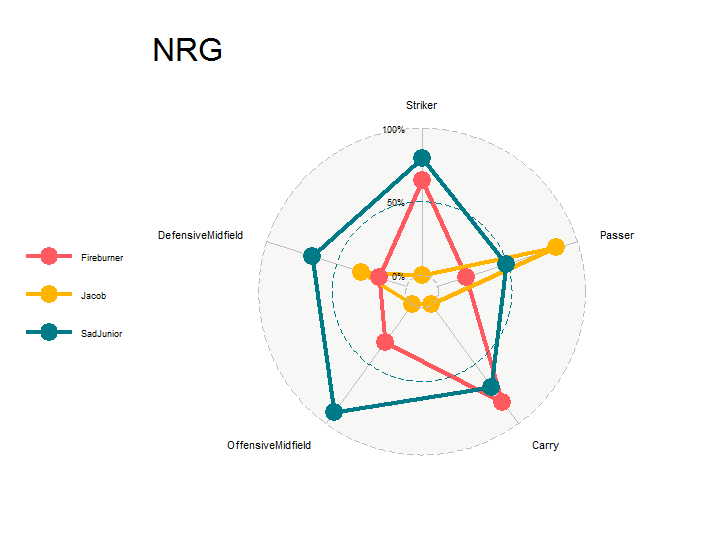 NRG
Striker
100%
50%
0%
DefensiveMidfield
Passer
Fireburner
Jacob
SadJunior
OffensiveMidfield
Carry